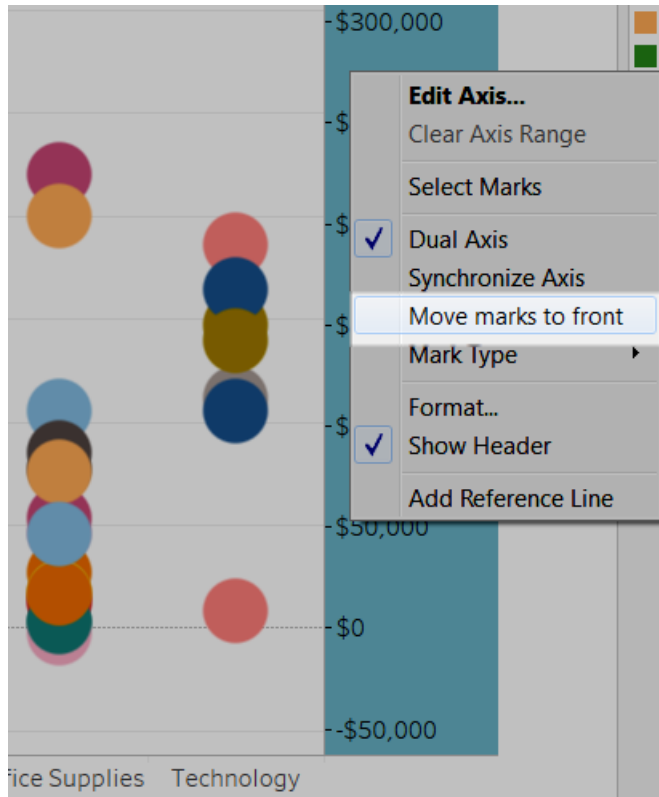 $300,000
Edit Axis...
Clear Axis Range
Select Marks
Dual Axis
Synchronize Axis
Move marks to front
Mark Type
Format...
Show Header
Add Reference Line
$50,000
$0
-$50,000
fice Supplies Technology